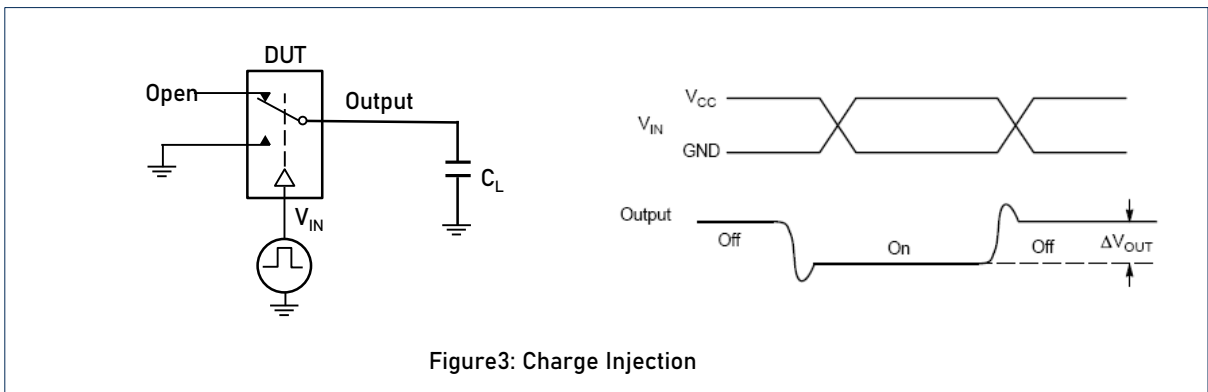 DUT
Open
Output
C_L
V_IN
V_CC
V_IN
GND
Output
Off
On
Off
ΔV_OUT
Figure3: Charge Injection